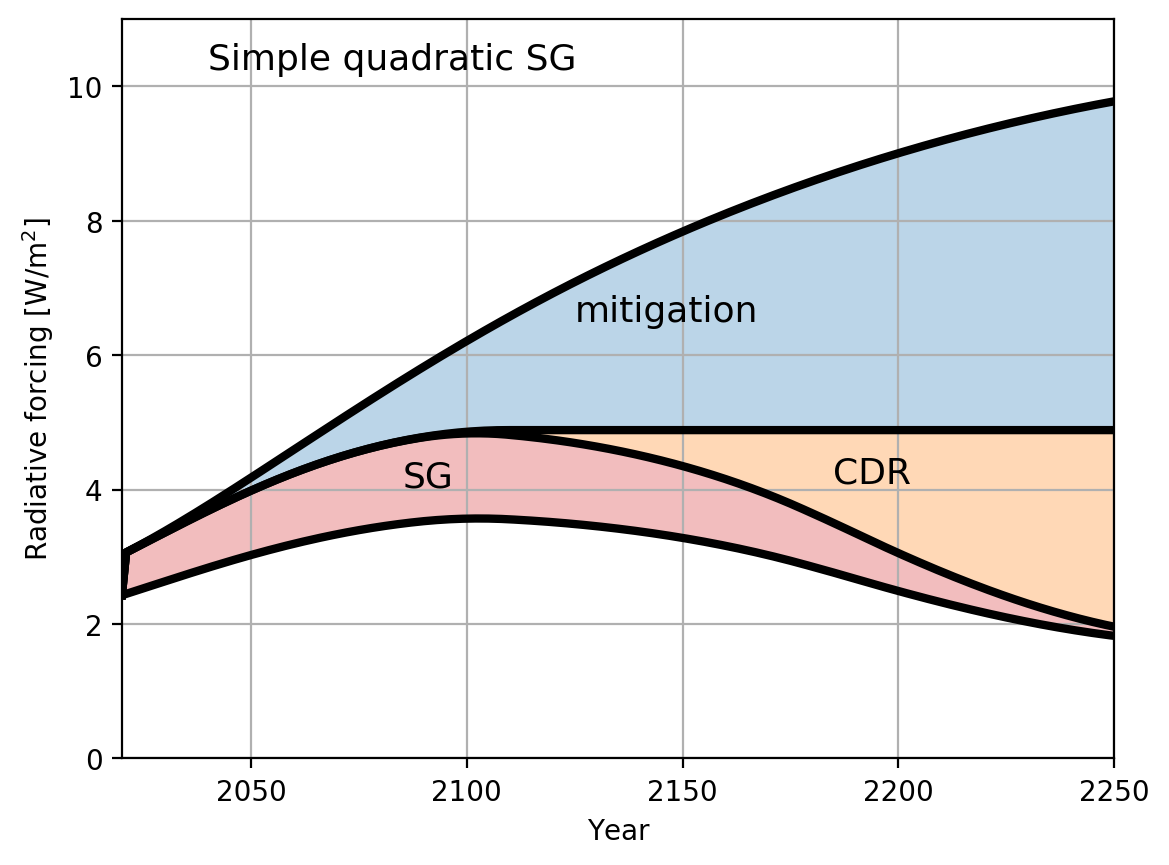 Simple quadratic SG
10
8
6
4
2
0
Radiative forcing [W/m²]
mitigation
SG
CDR
2050
2100
2150
2200
2250
Year